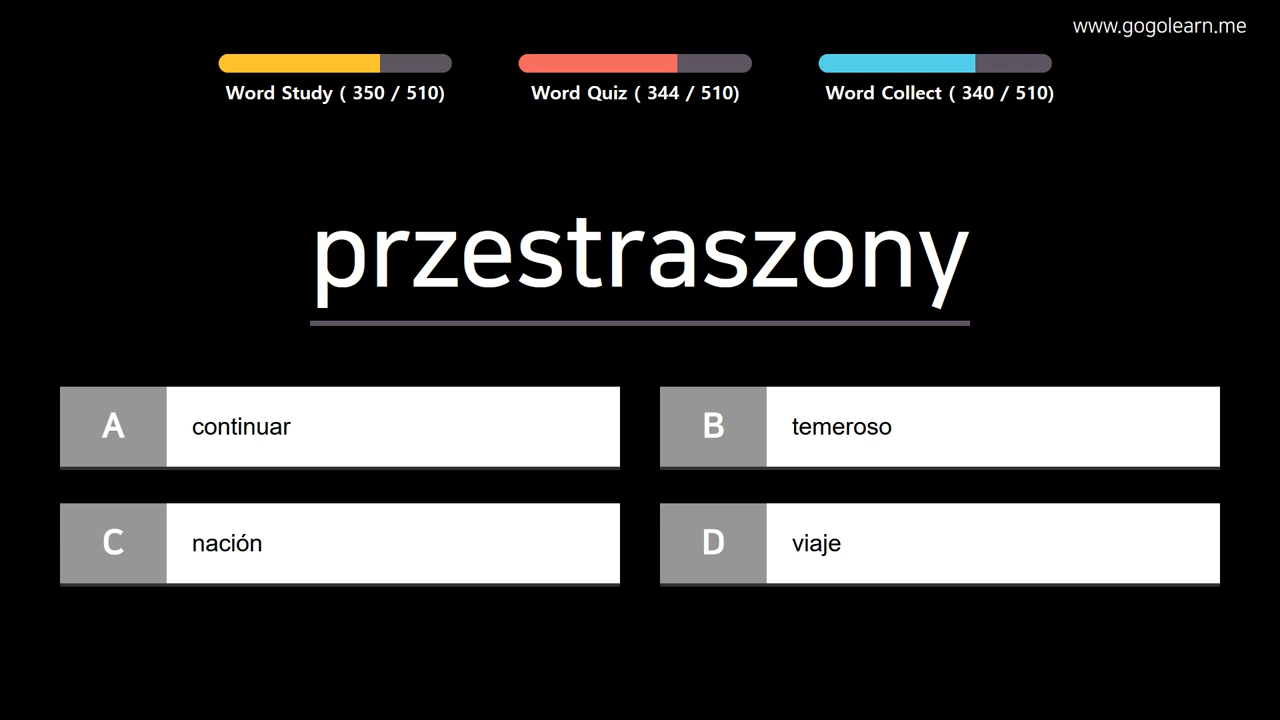 www.gogolearn.me
Word Study ( 350 / 510)
Word Quiz ( 344 / 510)
Word Collect ( 340 / 510)
przestraszony
A continuar
B temeroso
C nación
D viaje